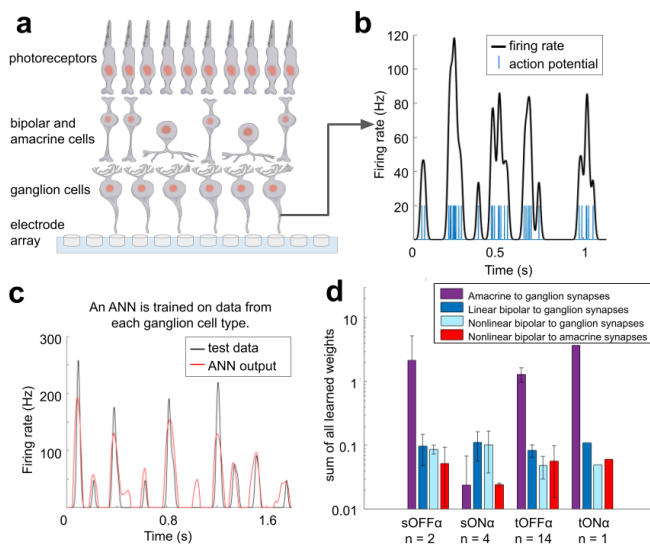 a
photoreceptors
bipolar and
amacrine cells
ganglion cells
electrode
array
b
firing rate
action potential
Firing rate (Hz)
120
100
80
60
40
20
0
0.5
1
Time (s)
c
An ANN is trained on data from
each ganglion cell type.
test data
ANN output
Firing rate (Hz)
300
200
100
0
0.8
1.6
Time (s)
d
Amacrine to ganglion synapses
Linear bipolar to ganglion synapses
Nonlinear bipolar to ganglion synapses
Nonlinear bipolar to amacrine synapses
sum of all learned weights
10
1
0.1
0.01
sOFFα sONα tOFFα tONα
n = 2 n = 4 n = 14 n = 1